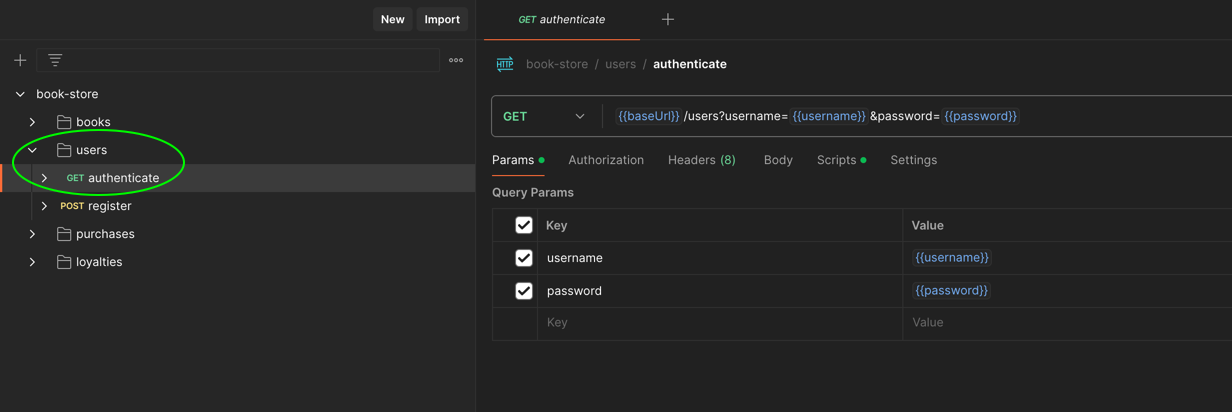 New Import
GET authenticate
book-store / users / authenticate
book-store
books
users
GET authenticate
POST register
purchases
loyalties
HTTP
GET {{baseUrl}} /users?username= {{username}} &password= {{password}}
Params Authorization Headers (8) Body Scripts Settings
Query Params
Key Value
username {{username}}
password {{password}}
Key Value